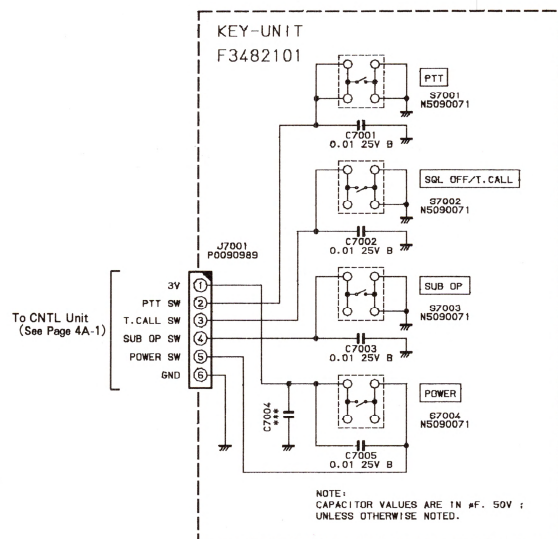 KEY-UNIT
F3482101
PTT
S7001
N5090071
C7001
0.01 25V B
SQL OFF/T.CALL
S7002
N5090071
C7002
0.01 25V B
J7001
P0090989
SUB OP
S7003
N5090071
C7003
0.01 25V B
To CNTL Unit
(See Page 4A-1)
3V 1
PTT SW 2
T.CALL SW 3
SUB OP SW 4
POWER SW 5
GND 6
POWER
S7004
N5090071
C7004
***
C7005
0.01 25V B
NOTE:
CAPACITOR VALUES ARE IN µF. 50V ;
UNLESS OTHERWISE NOTED.